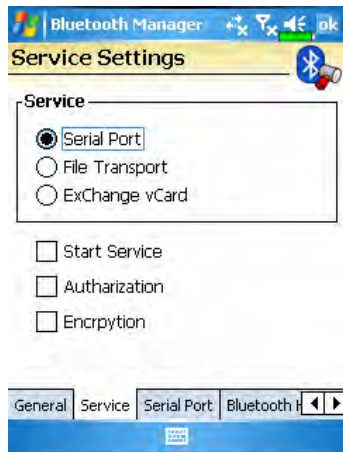 Bluetooth Manager ok
Service Settings
Service
Serial Port
File Transport
ExChange vCard
Start Service
Autharization
Encrpytion
General Service Serial Port Bluetooth